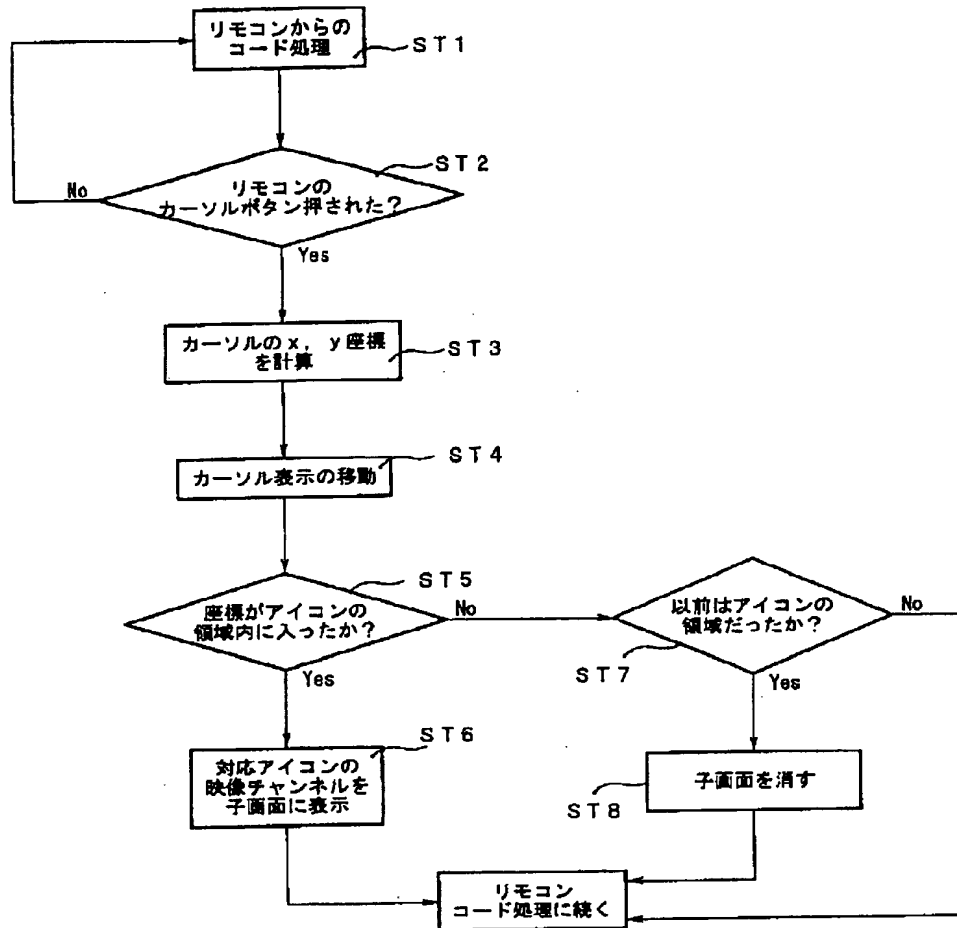 リモコンからの
コード処理
ST1
ST2
No
リモコンの
カーソルボタン押された？
Yes
カーソルのx，y座標
を計算
ST3
ST4
カーソル表示の移動
ST5
座標がアイコンの
領域内に入ったか？
No
以前はアイコンの
領域だったか？
No
Yes
ST7
Yes
ST6
対応アイコンの
映像チャンネルを
子画面に表示
子画面を消す
ST8
リモコン
コード処理に続く